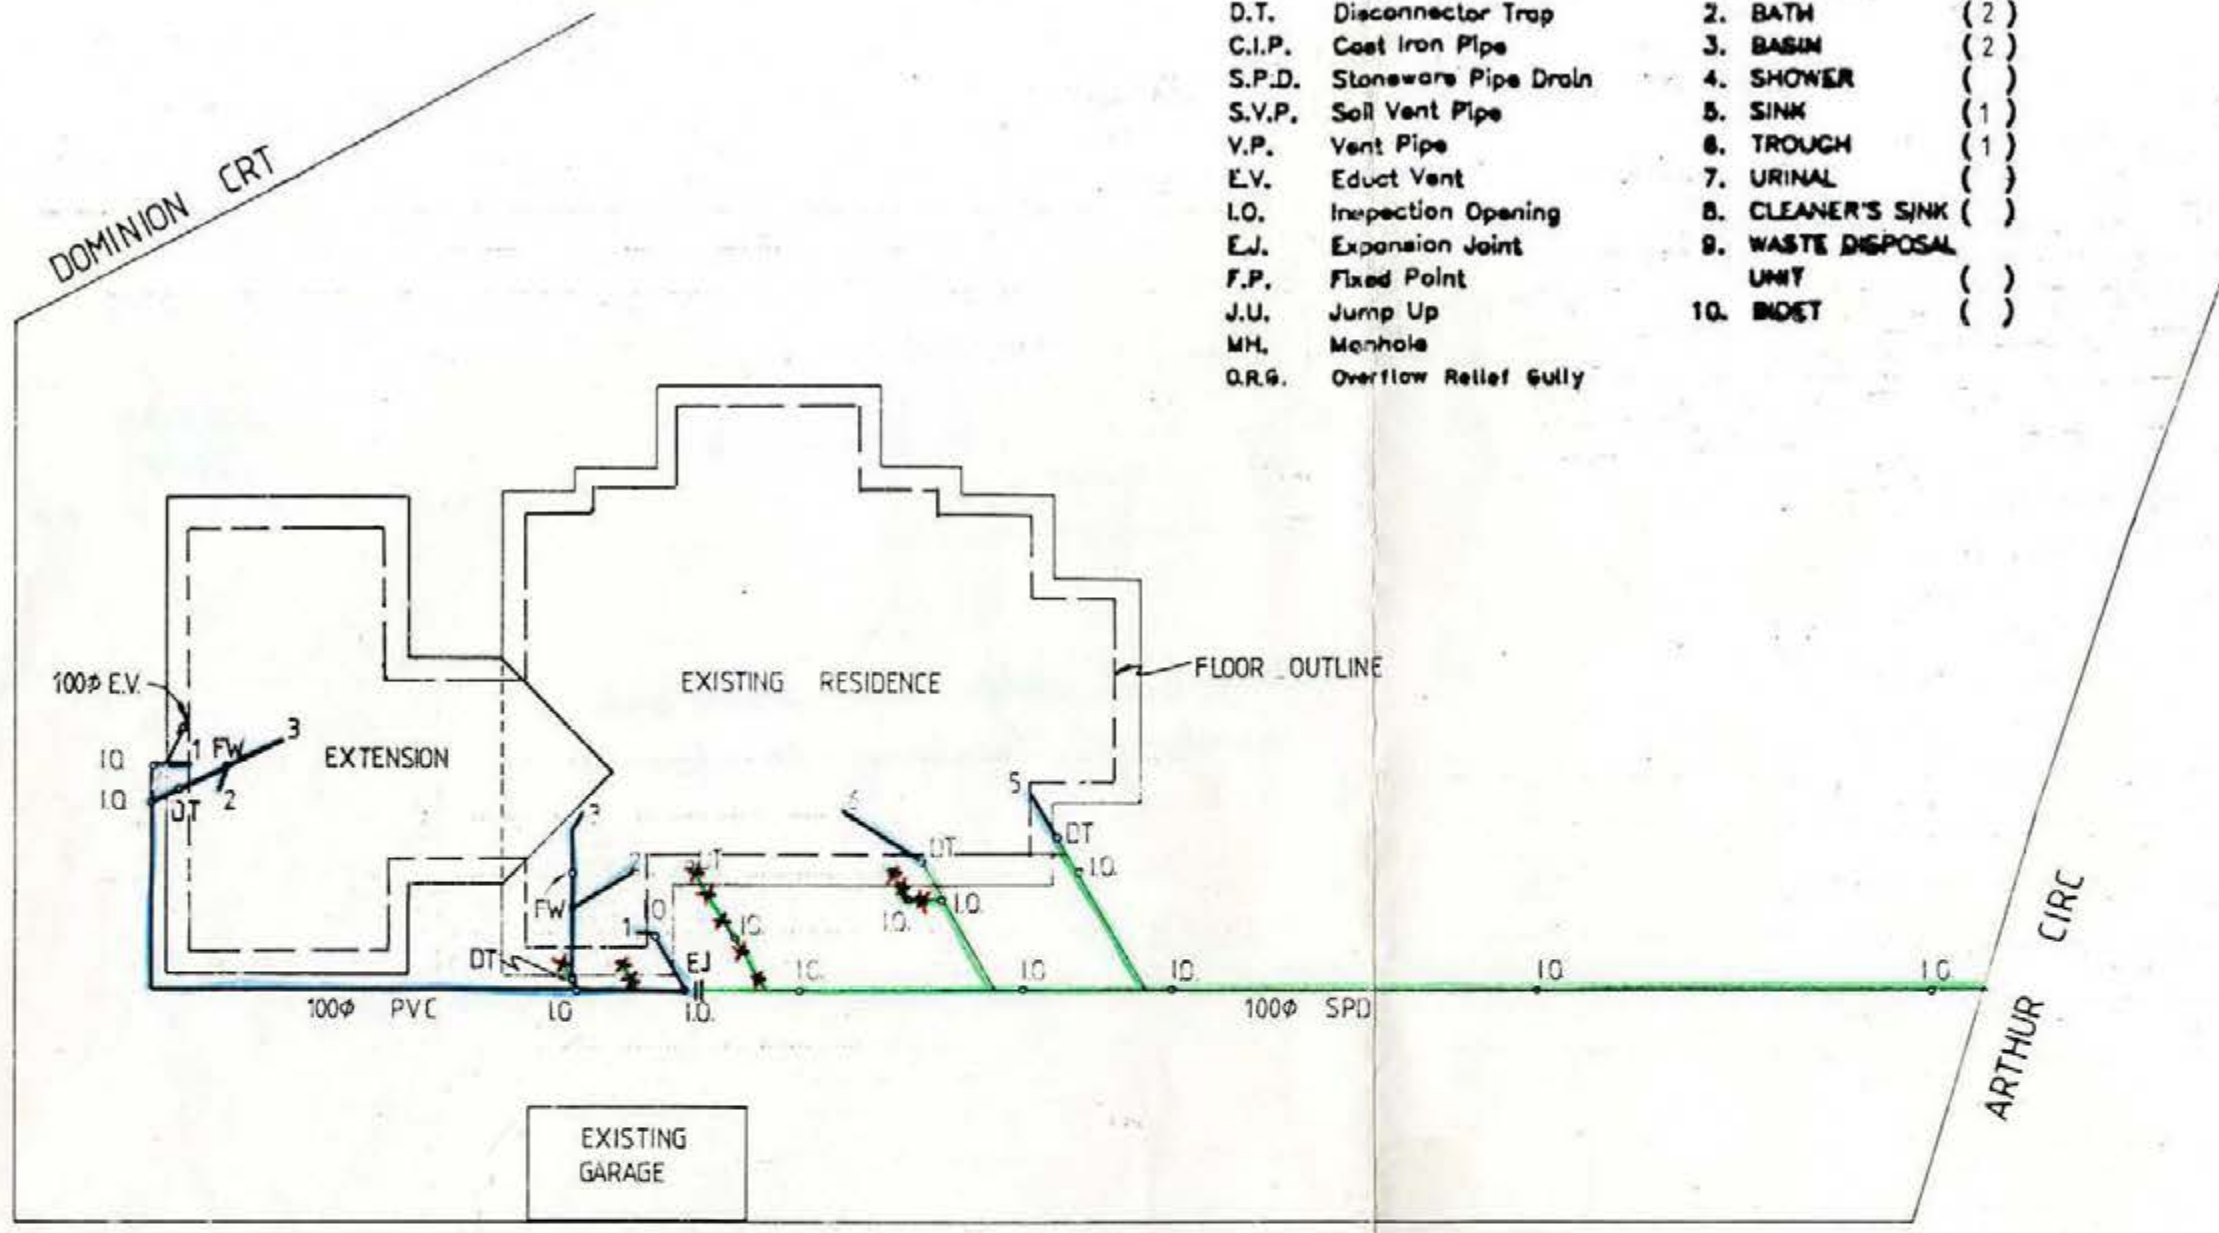 D.T. Disconnector Trap
C.I.P. Cast Iron Pipe
S.P.D. Stoneware Pipe Drain
S.V.P. Soil Vent Pipe
V.P. Vent Pipe
E.V. Educt Vent
I.O. Inspection Opening
E.J. Expansion Joint
F.P. Fixed Point
J.U. Jump Up
MH. Manhole
O.R.G. Overflow Relief Gully
2. BATH (2)
3. BASIN (2)
4. SHOWER ( )
5. SINK (1)
6. TROUGH (1)
7. URINAL ( )
8. CLEANER'S SINK ( )
9. WASTE DISPOSAL
UNIT ( )
10. BIDET ( )
DOMINION CRT
EXISTING RESIDENCE
FLOOR OUTLINE
100ϕ E.V.
1 FW 3
EXTENSION
I.O.
I.O.
DT 2
5
3
6
DT
DT
DT
2
I.O.
FW
1
I.O.
I.O.
I.O.
I.O.
DT
EJ
I.O.
I.O.
I.O.
I.O.
I.O.
100ϕ PVC
I.O.
I.O.
100ϕ SPD
ARTHUR CIRC
EXISTING
GARAGE